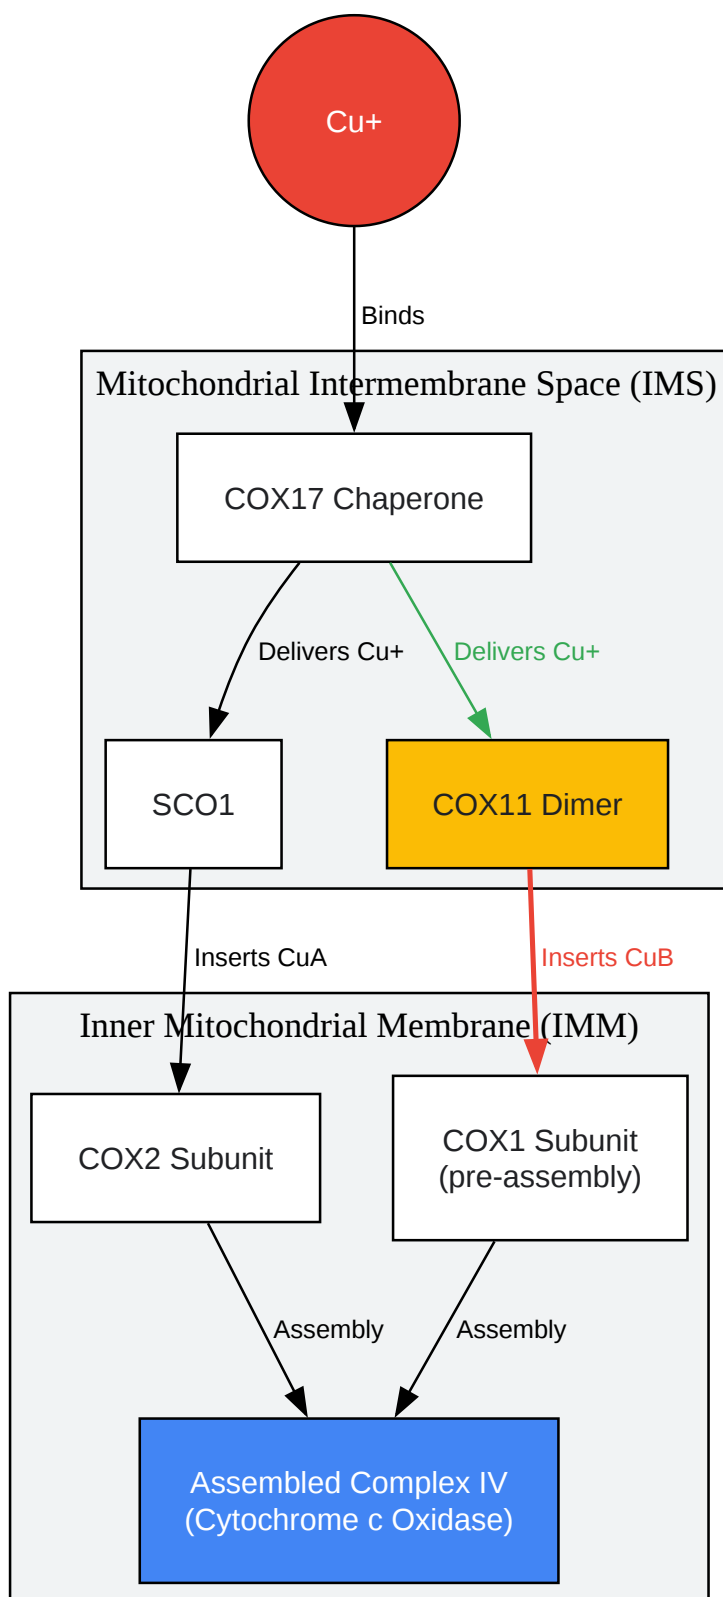 Cu+
Binds
Mitochondrial Intermembrane Space (IMS)
COX17 Chaperone
Delivers Cu+
Delivers Cu+
SCO1
COX11 Dimer
Inserts CuA
Inserts CuB
Inner Mitochondrial Membrane (IMM)
COX2 Subunit
COX1 Subunit
(pre-assembly)
Assembly
Assembly
Assembled Complex IV
(Cytochrome c Oxidase)